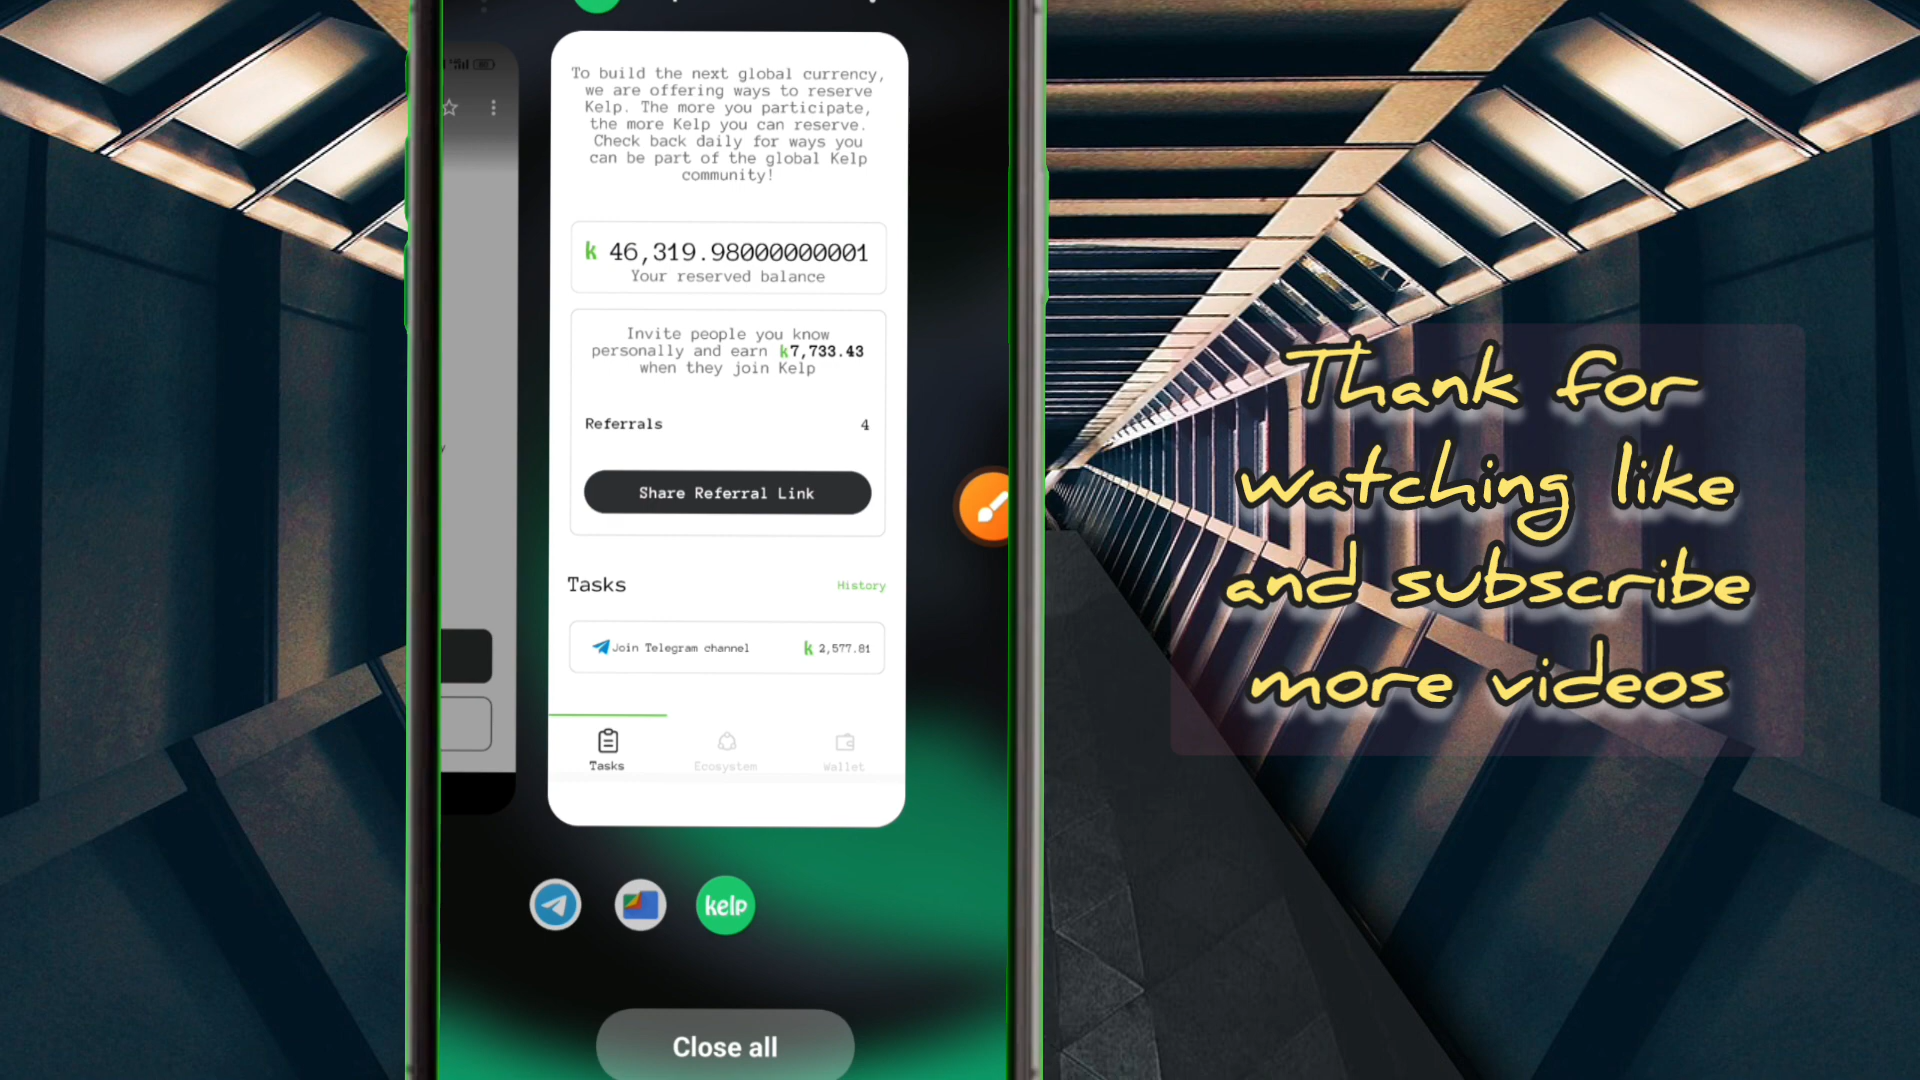 To build the next global currency,
we are offering ways to reserve
Kelp. The more you participate,
the more Kelp you can reserve.
Check back daily for ways you
can be part of the global Kelp
community!
k 46,319.98000000001
Your reserved balance
Invite people you know
personally and earn k7,733.43
when they join Kelp
Referrals 4
Share Referral Link
Tasks History
Join Telegram channel k 2,577.81
Tasks Ecosystem Wallet
kelp
Close all
Thank for
watching like
and subscribe
more videos